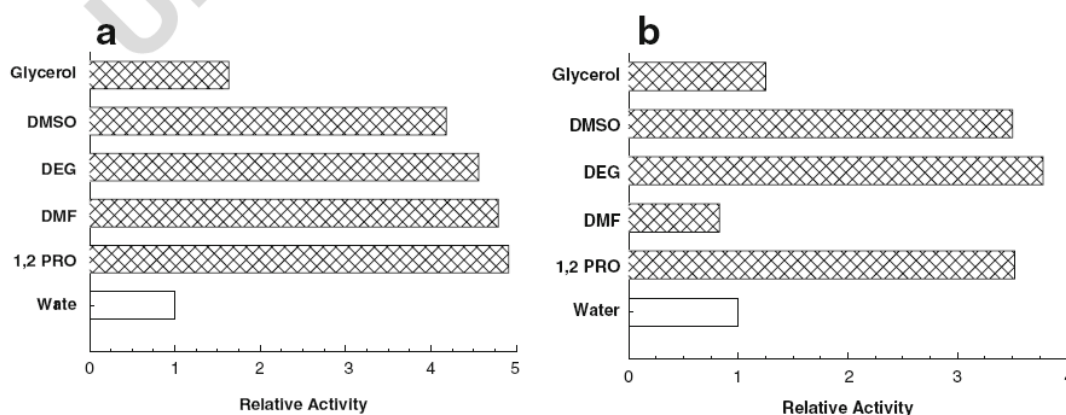 a
Glycerol
DMSO
DEG
DMF
1,2 PRO
Wate
0 1 2 3 4 5
Relative Activity
b
Glycerol
DMSO
DEG
DMF
1,2 PRO
Water
0 1 2 3 4
Relative Activity